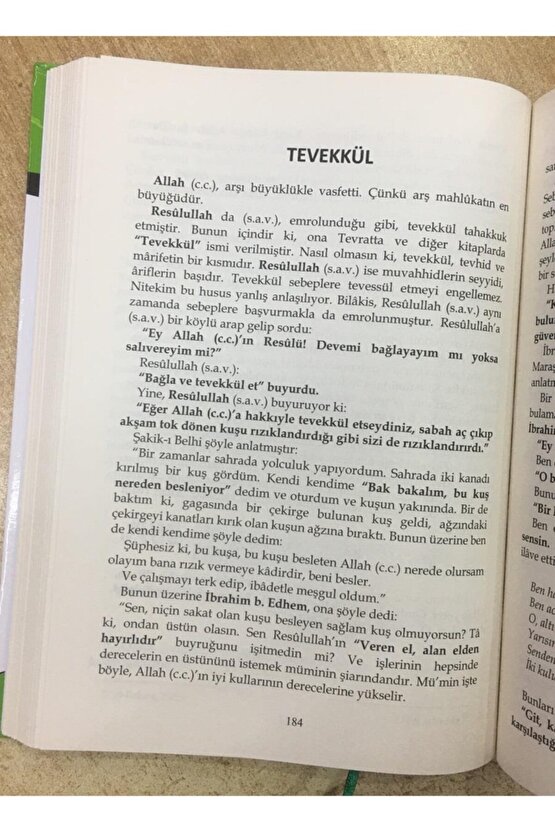 TEVEKKÜL
Allah (c.c.), arşı büyüklükle vasfetti. Çünkü arş mahlûkatın en
büyüğüdür.
Resûlullah da (s.a.v.), emrolunduğu gibi, tevekkül tahakkuk
etmiştir. Bunun içindir ki, ona Tevratta ve diğer kitaplarda
"Tevekkül" ismi verilmiştir. Nasıl olmasın ki, tevekkül, tevhid ve
mârifetin bir kısmıdır. Resûlullah (s.a.v.) ise muvahhidlerin seyyidi,
âriflerin başıdır. Tevekkül sebeplere tevessül etmeyi engellemez.
Nitekim bu husus yanlış anlaşılıyor. Bilâkis, Resûlullah (s.a.v.) aynı
zamanda sebeplere başvurmakla da emrolunmuştur. Resûlullah'a
(s.a.v.) bir köylü arap gelip sordu:
"Ey Allah (c.c.)'ın Resûlü! Devemi bağlayayım mı yoksa
salıvereyim mi?"
Resûlullah (s.a.v.):
"Bağla ve tevekkül et" buyurdu.
Yine, Resûlullah (s.a.v.) buyuruyor ki:
"Eğer Allah (c.c.)'a hakkıyle tevekkül etseydiniz, sabah aç çıkıp
akşam tok dönen kuşu rızıklandırdığı gibi sizi de rızıklandırırdı."
Şakik-ı Belhi şöyle anlatmıştır:
"Bir zamanlar sahrada yolculuk yapıyordum. Sahrada iki kanadı
kırılmış bir kuş gördüm. Kendi kendime "Bak bakalım, bu kuş
nereden besleniyor" dedim ve oturdum ve kuşun yakınında. Bir de
baktım ki, gagasında bir çekirge bulunan kuş geldi, ağzındaki
çekirgeyi kanatları kırık olan kuşun ağzına bıraktı. Bunun üzerine ben
de kendi kendime şöyle dedim:
Şüphesiz ki, bu kuşa, bu kuşu besleten Allah (c.c.) nerede olursam
olayım bana rızık vermeye kâdirdir, beni besler.
Ve çalışmayı terk edip, ibâdetle meşgul oldum."
Bunun üzerine İbrahim b. Edhem, ona şöyle dedi:
"Sen, niçin sakat olan kuşu besleyen sağlam kuş olmuyorsun? Tâ
ki, ondan üstün olasın. Sen Resûlullah'ın "Veren el, alan elden
hayırlıdır" buyruğunu işitmedin mi? Ve işlerinin hepsinde
derecelerin en üstününü istemek müminin şiarındandır. Mü'min işte
böyle, Allah (c.c.)'ın iyi kullarının derecelerine yükselir.
184